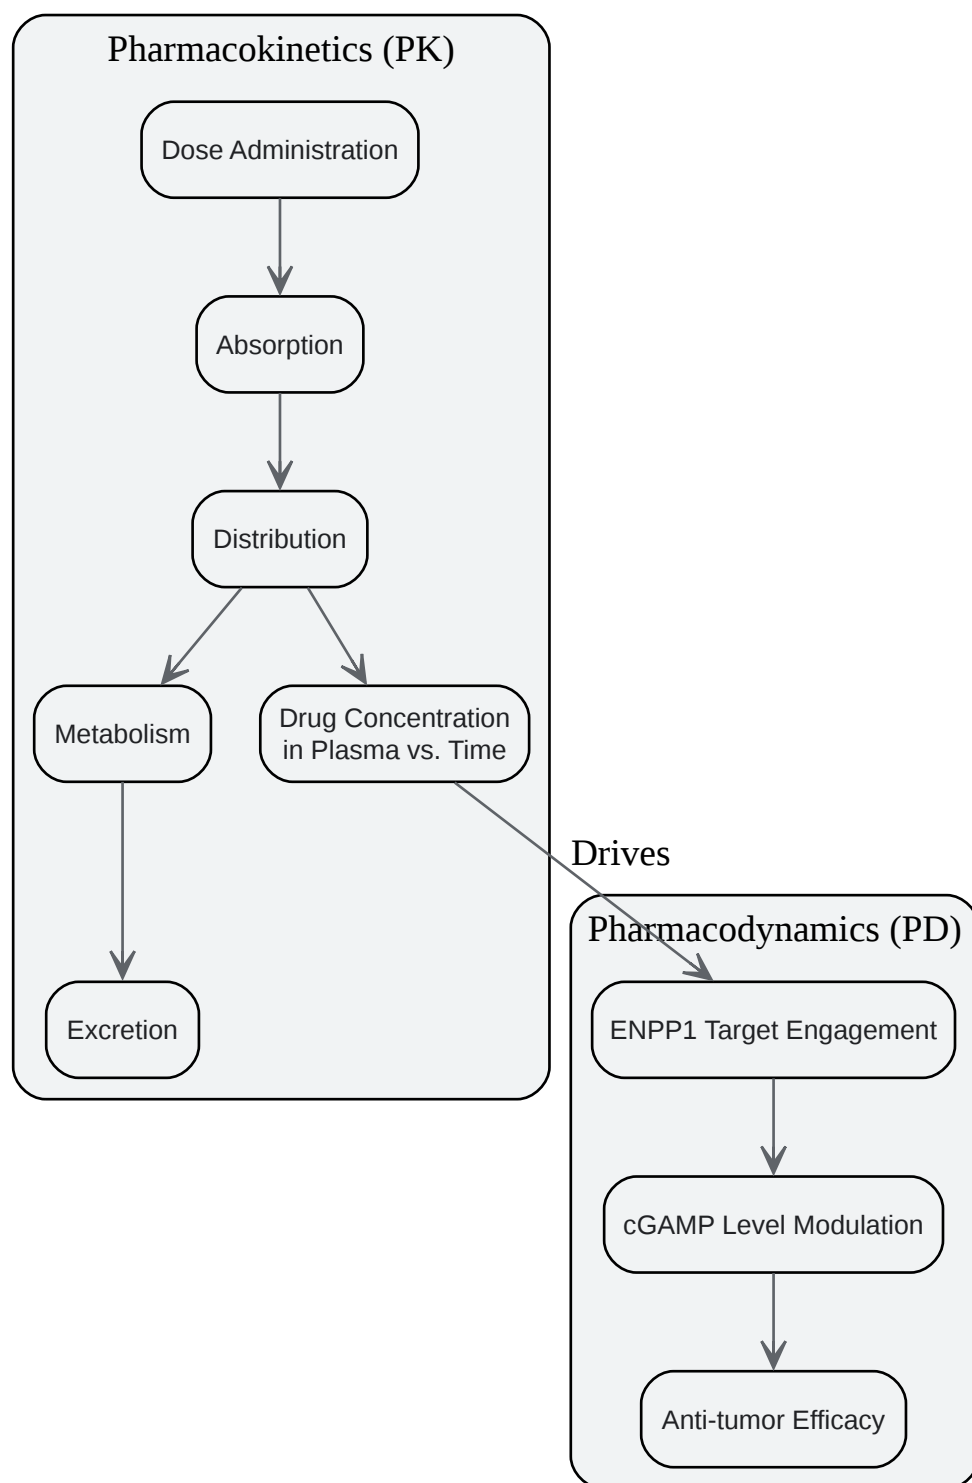 Pharmacokinetics (PK)
Dose Administration
Absorption
Distribution
Metabolism
Drug Concentration
in Plasma vs. Time
Excretion
Drives
Pharmacodynamics (PD)
ENPP1 Target Engagement
cGAMP Level Modulation
Anti-tumor Efficacy